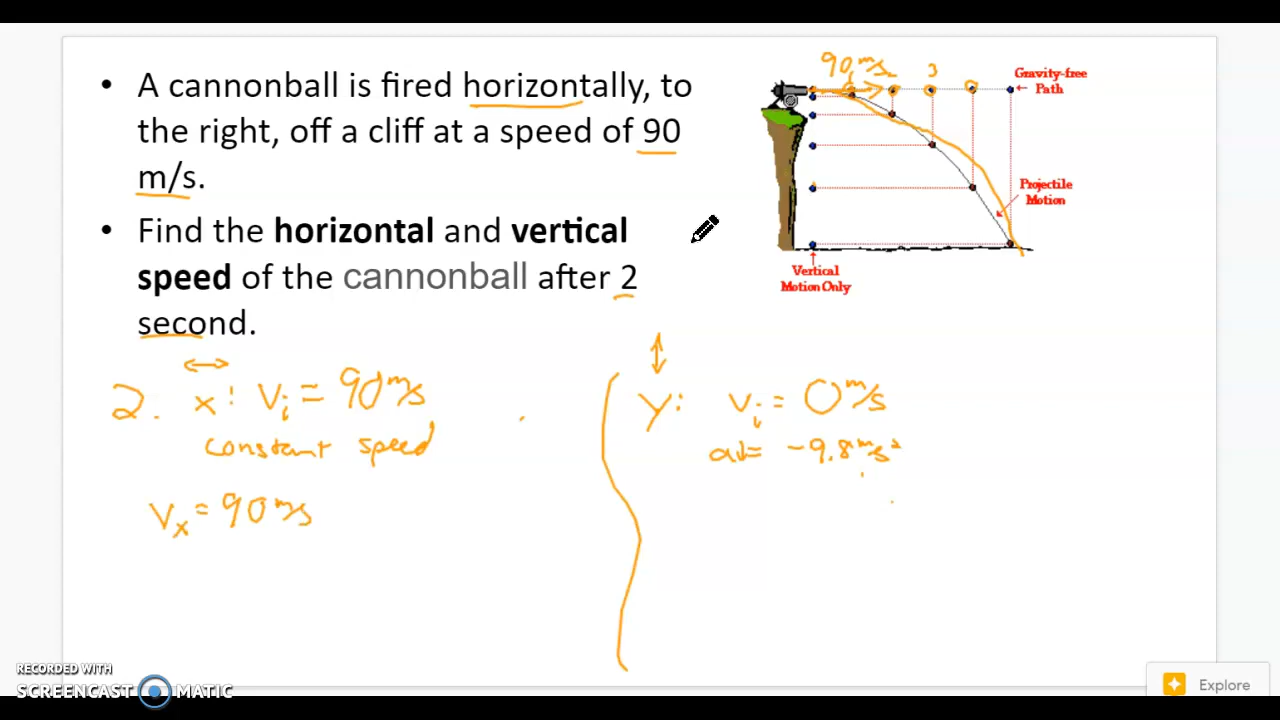 • A cannonball is fired horizontally, to
the right, off a cliff at a speed of 90
m/s.
• Find the horizontal and vertical
speed of the cannonball after 2
second.
90 m/s
3
Gravity-free
Path
Projectile
Motion
Vertical
Motion Only
2. x: Vi = 90 m/s
constant speed
Vx = 90 m/s
y: Vi = 0 m/s
a = -9.8 m/s²
RECORDED WITH
SCREENCAST MATIC
Explore